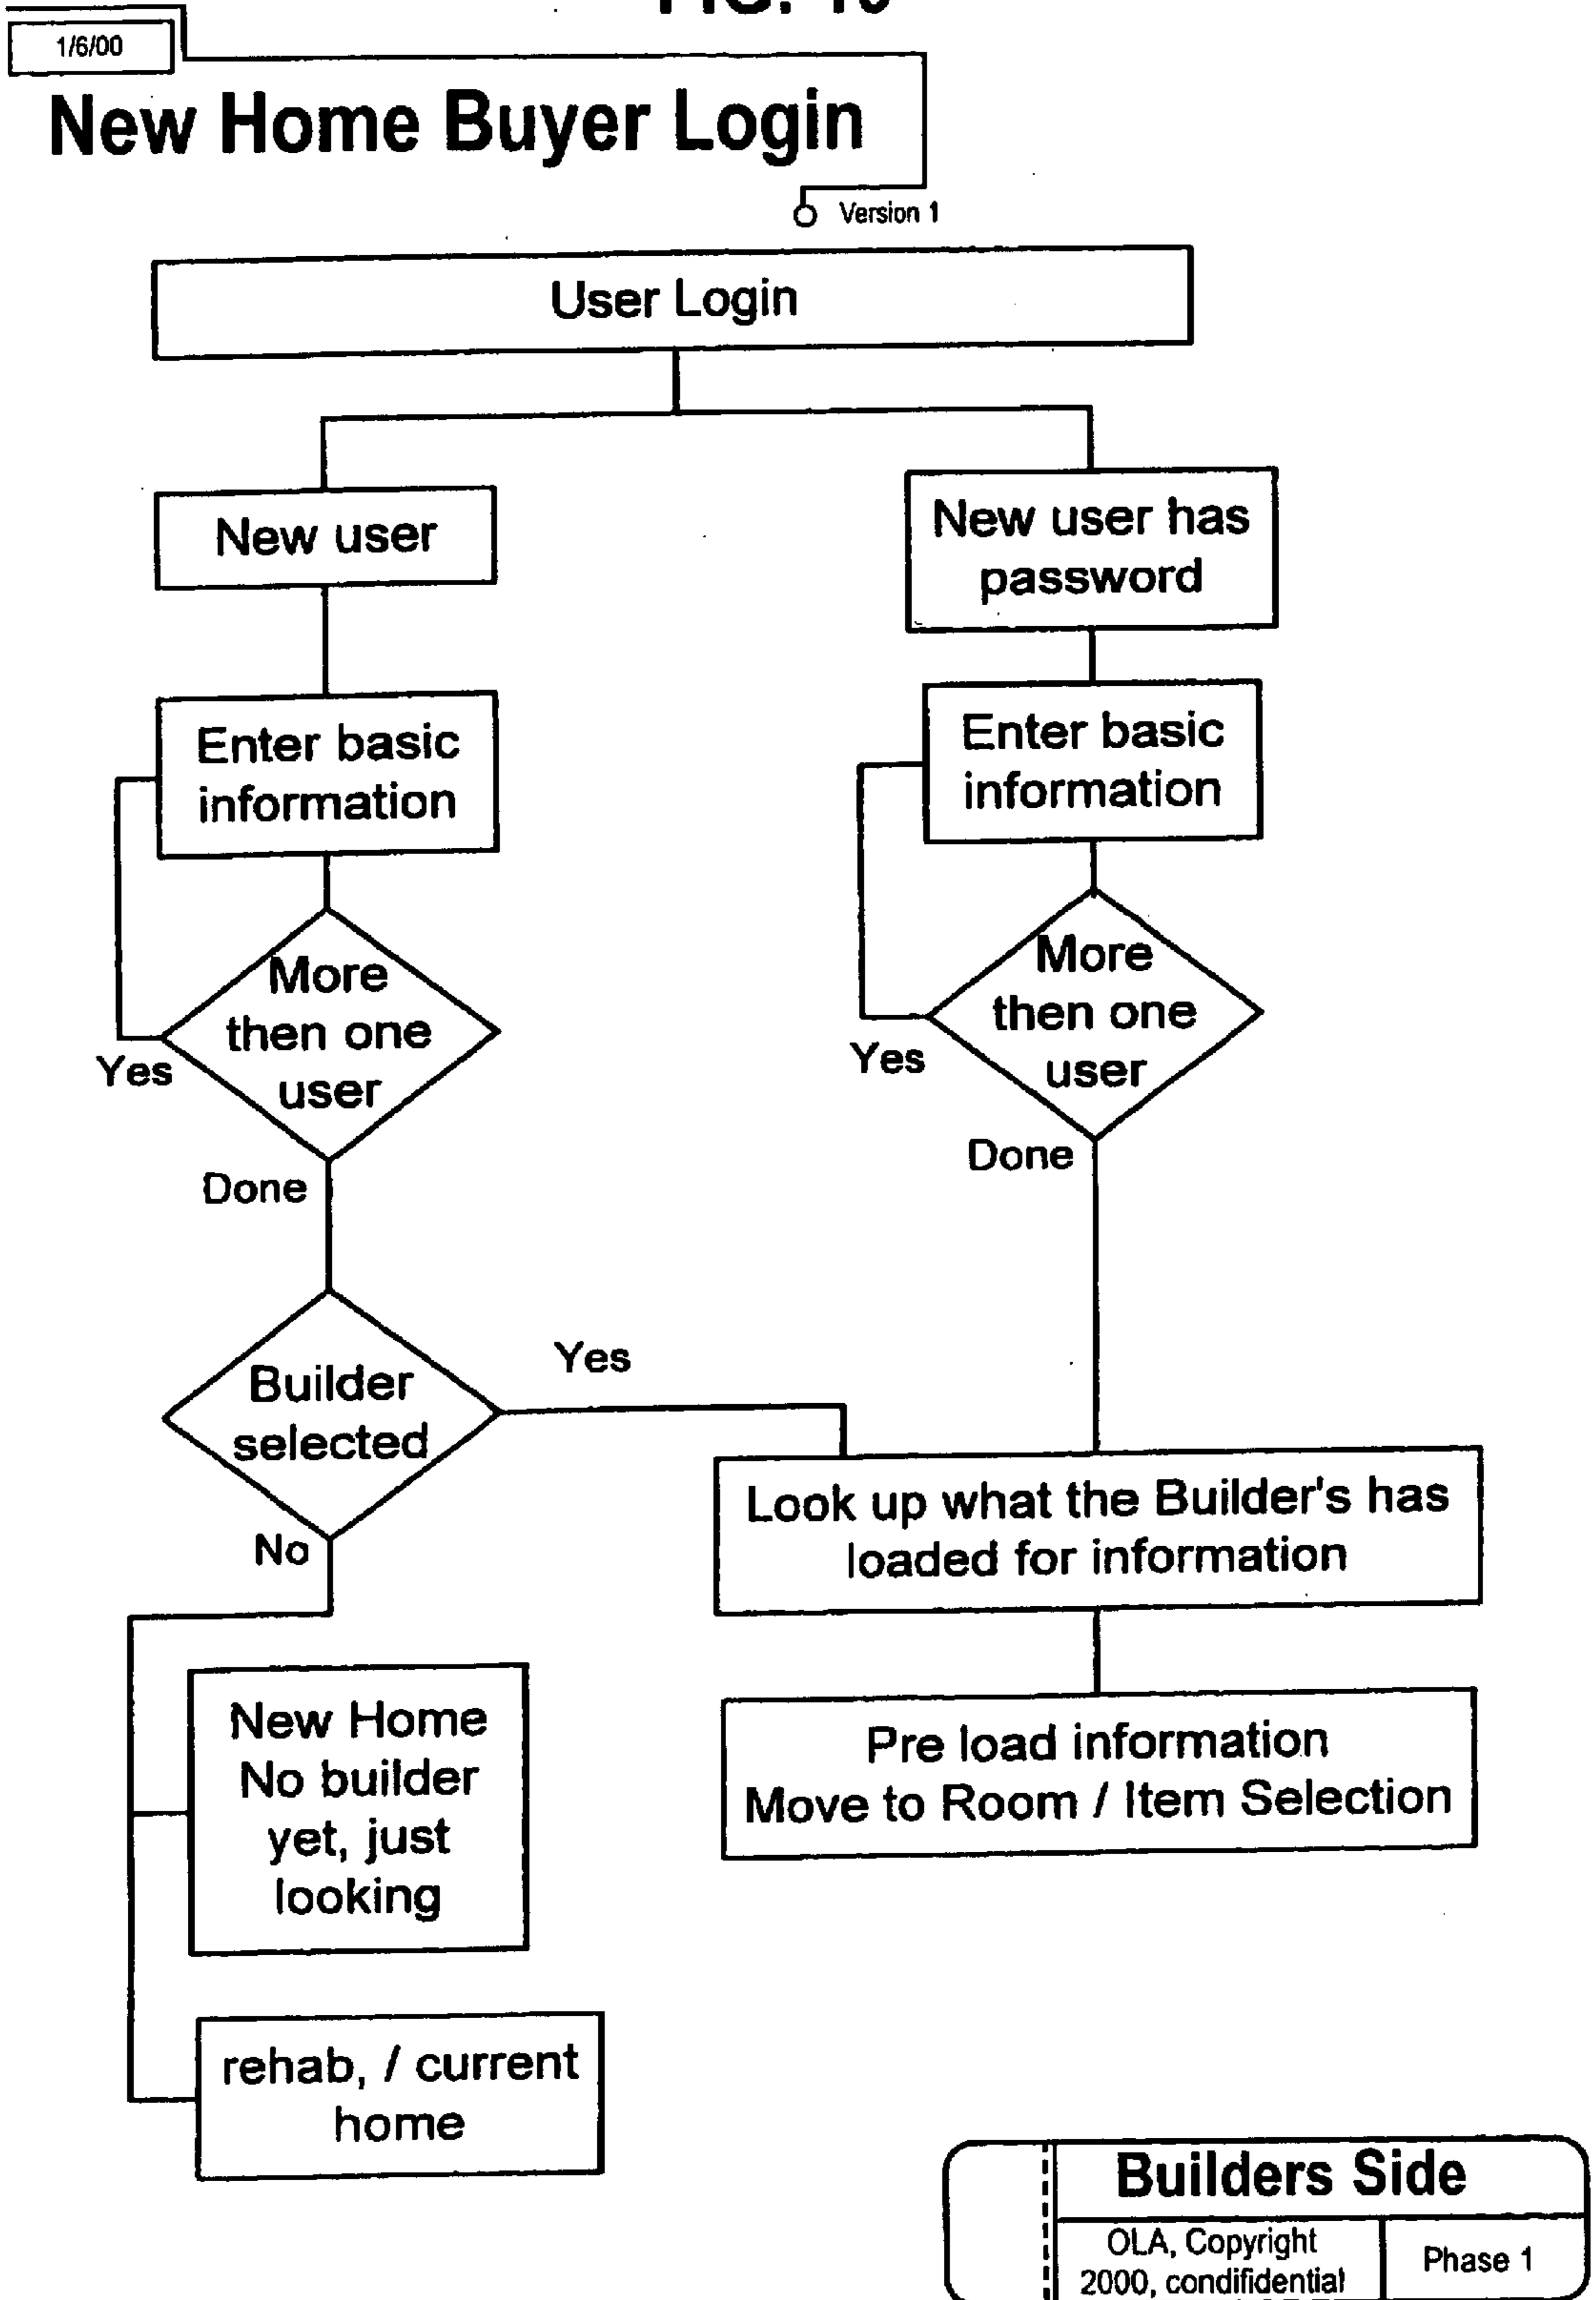 1/6/00
New Home Buyer Login
Version 1
User Login
New user
New user has
password
Enter basic
information
Enter basic
information
More
then one
user
Yes
Done
More
then one
user
Yes
Done
Builder
selected
Yes
No
Look up what the Builder's has
loaded for information
New Home
No builder
yet, just
looking
Pre load information
Move to Room / Item Selection
rehab, / current
home
Builders Side
OLA, Copyright
2000, condifidential
Phase 1